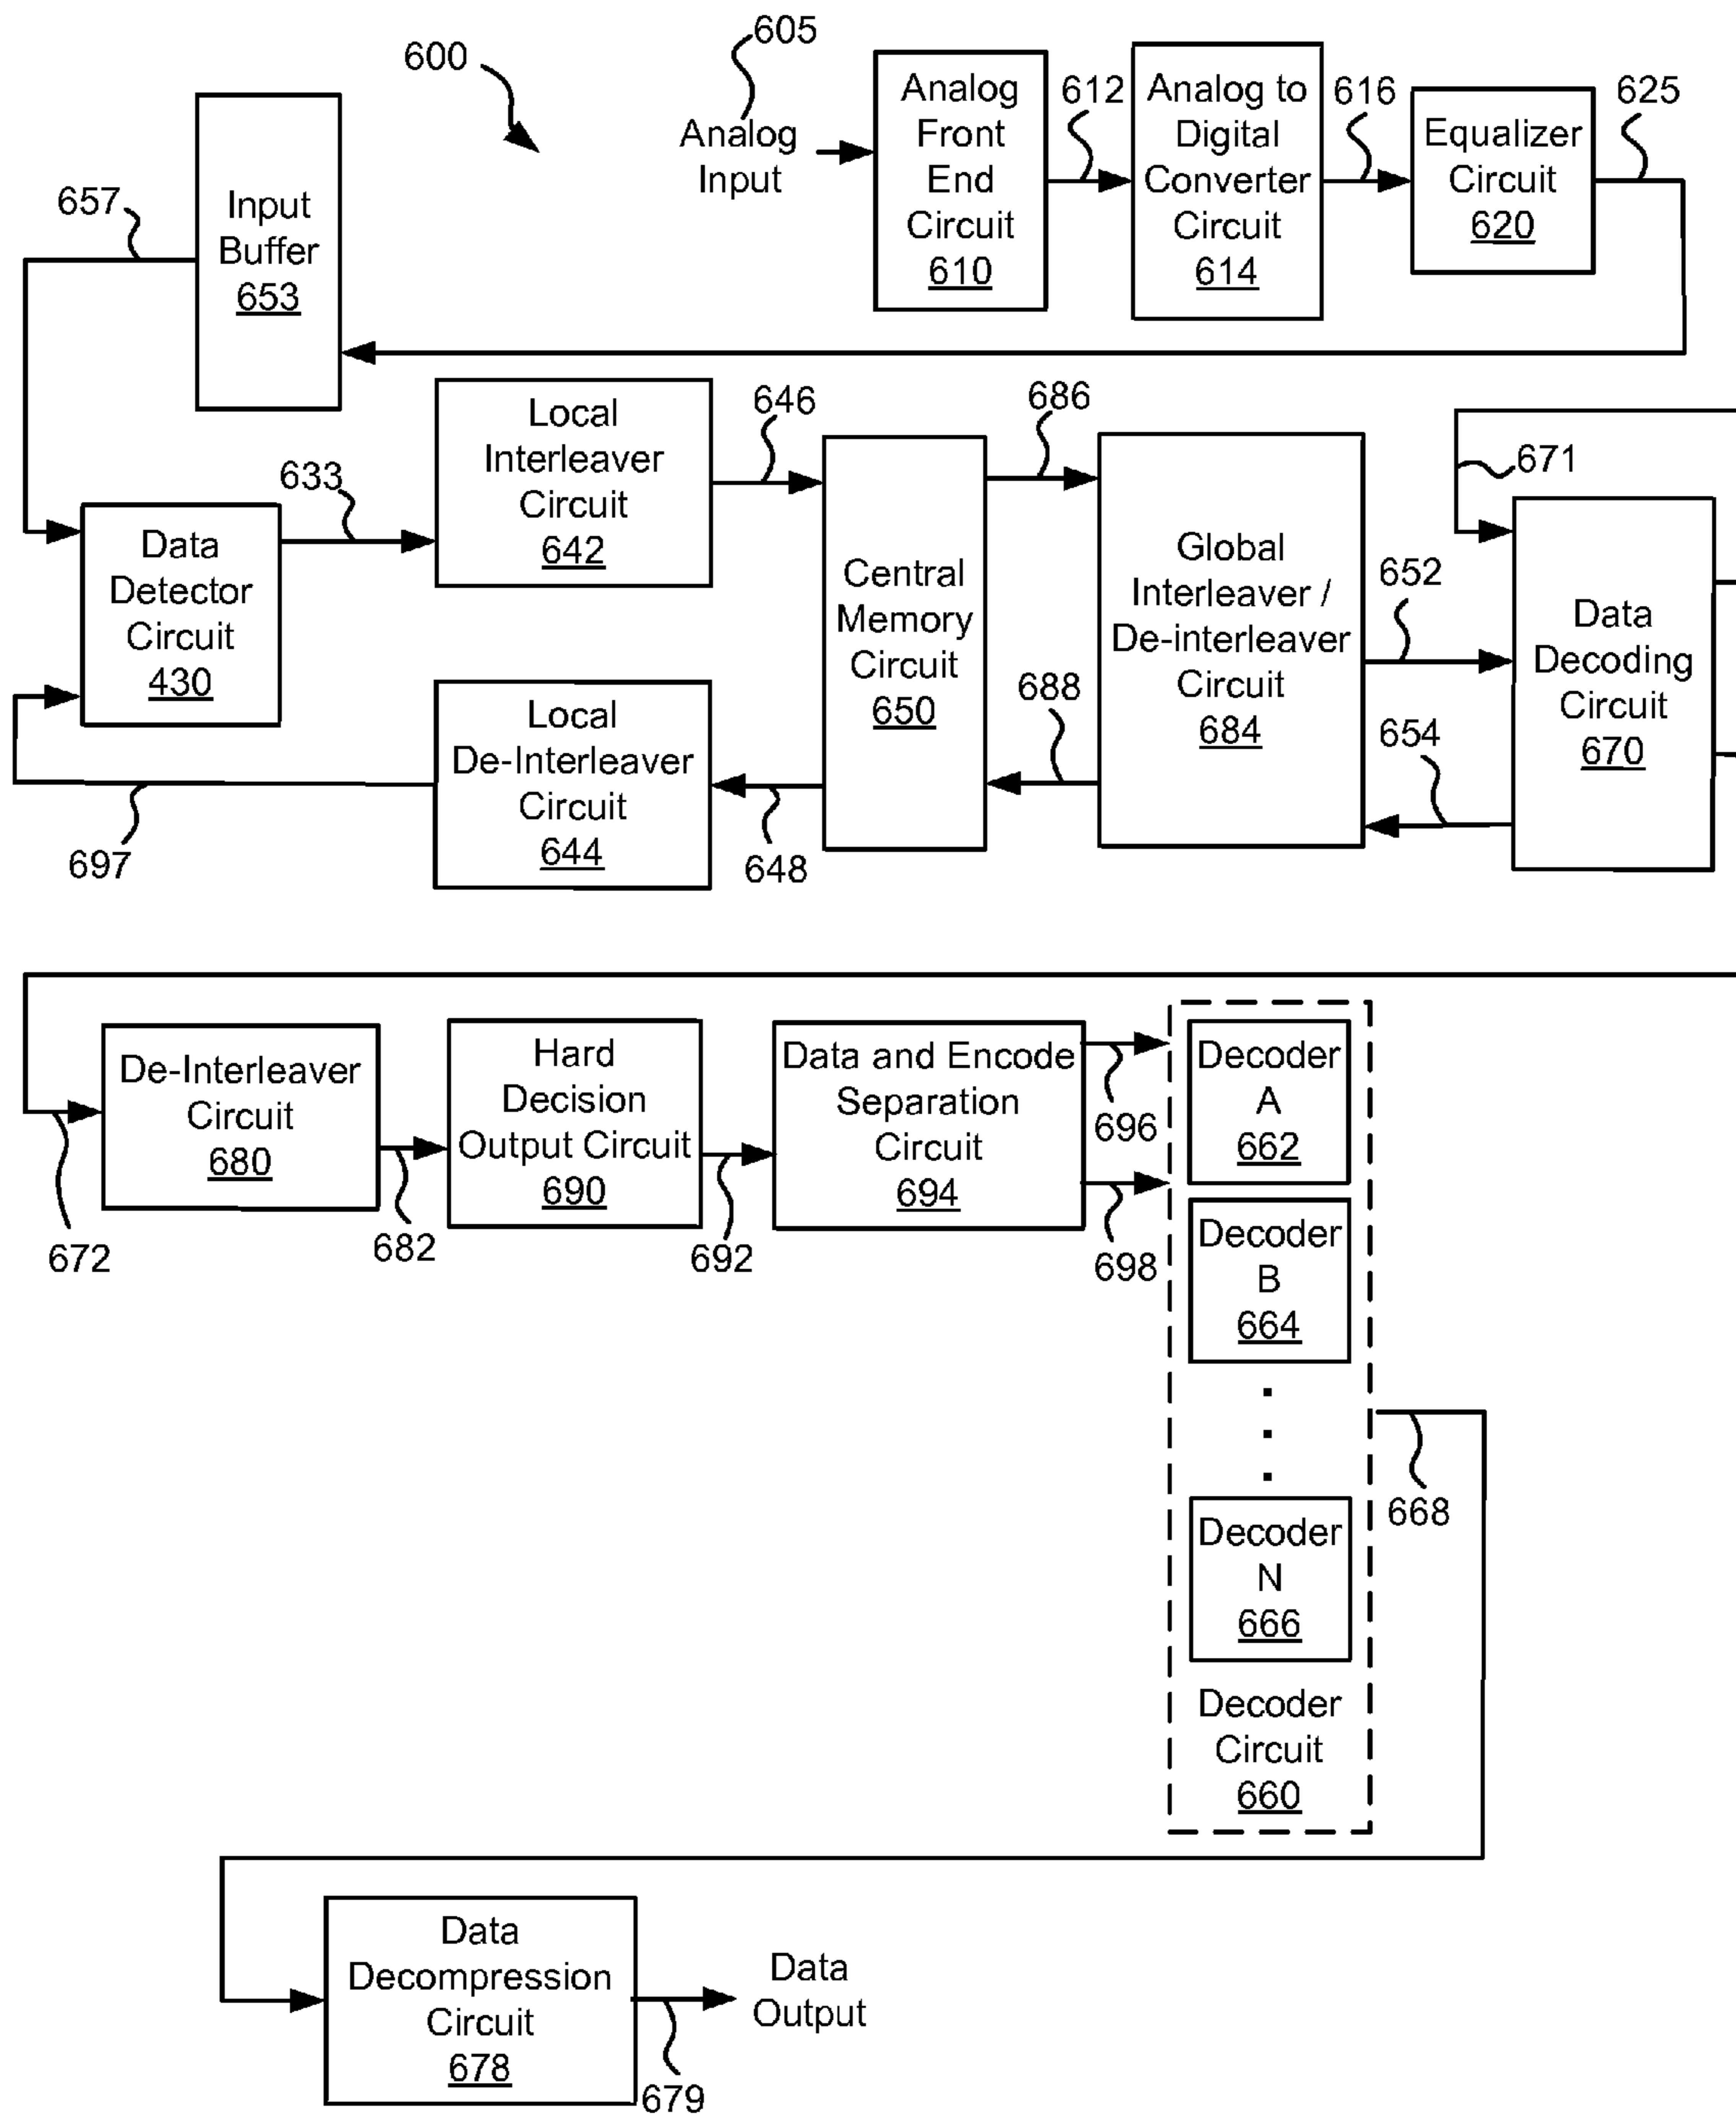 600
605
Analog
Input
Analog
Front
End
Circuit
610
612
Analog to
Digital
Converter
Circuit
614
616
Equalizer
Circuit
620
625
657
Input
Buffer
653
Data
Detector
Circuit
430
633
Local
Interleaver
Circuit
642
646
Central
Memory
Circuit
650
686
Global
Interleaver /
De-interleaver
Circuit
684
671
652
Data
Decoding
Circuit
670
654
688
648
Local
De-Interleaver
Circuit
644
697
672
De-Interleaver
Circuit
680
682
Hard
Decision
Output Circuit
690
692
Data and Encode
Separation
Circuit
694
696
698
Decoder
A
662
Decoder
B
664
.
.
.
Decoder
N
666
Decoder
Circuit
660
668
Data
Decompression
Circuit
678
679
Data
Output